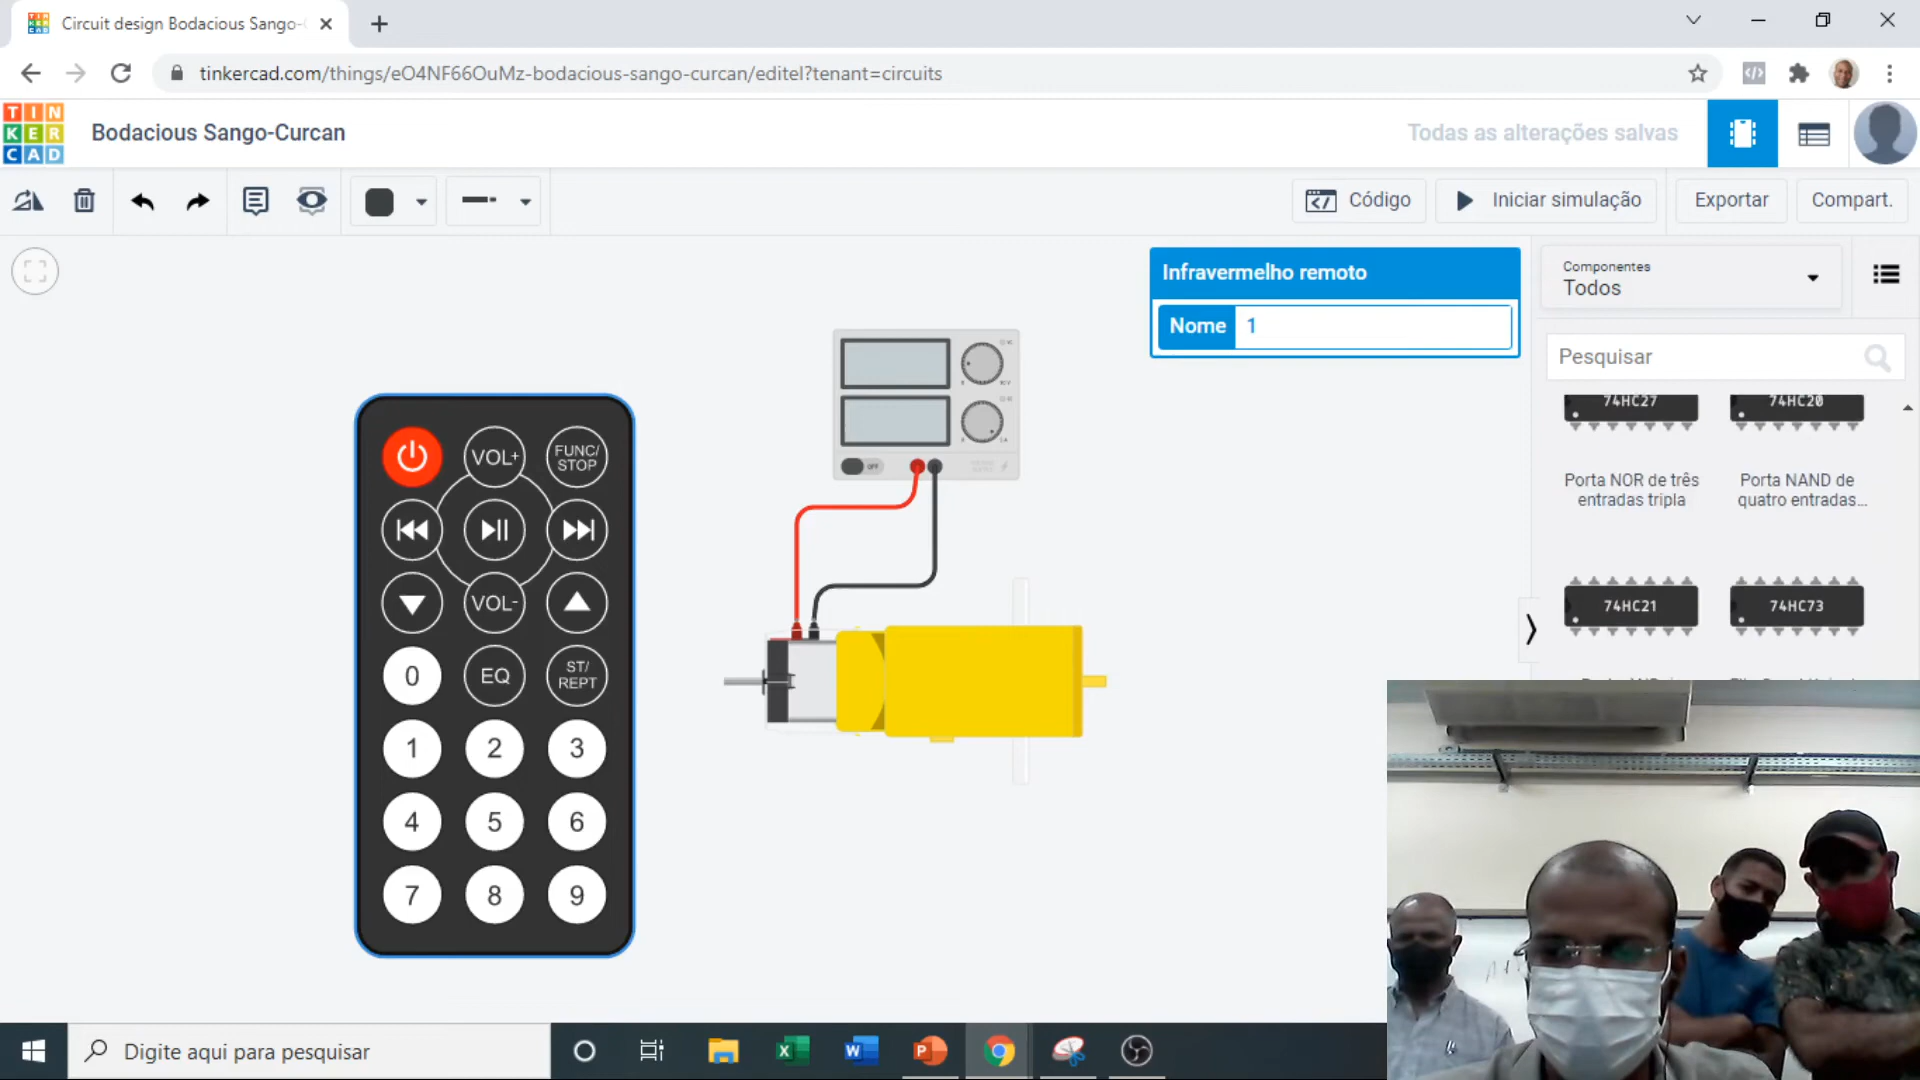 Circuit design Bodacious Sango-
tinkercad.com/things/eO4NF66OuMz-bodacious-sango-curcan/editel?tenant=circuits
TIN
KER
CAD
Bodacious Sango-Curcan
Todas as alterações salvas
Código
Iniciar simulação
Exportar
Compart.
Infravermelho remoto
Nome 1
Componentes
Todos
Pesquisar
74HC27
74HC20
Porta NOR de três
entradas tripla
Porta NAND de
quatro entradas...
74HC21
74HC73
OFF
VOL+
FUNC/
STOP
VOL-
0
EQ
ST/
REPT
1
2
3
4
5
6
7
8
9
Digite aqui para pesquisar